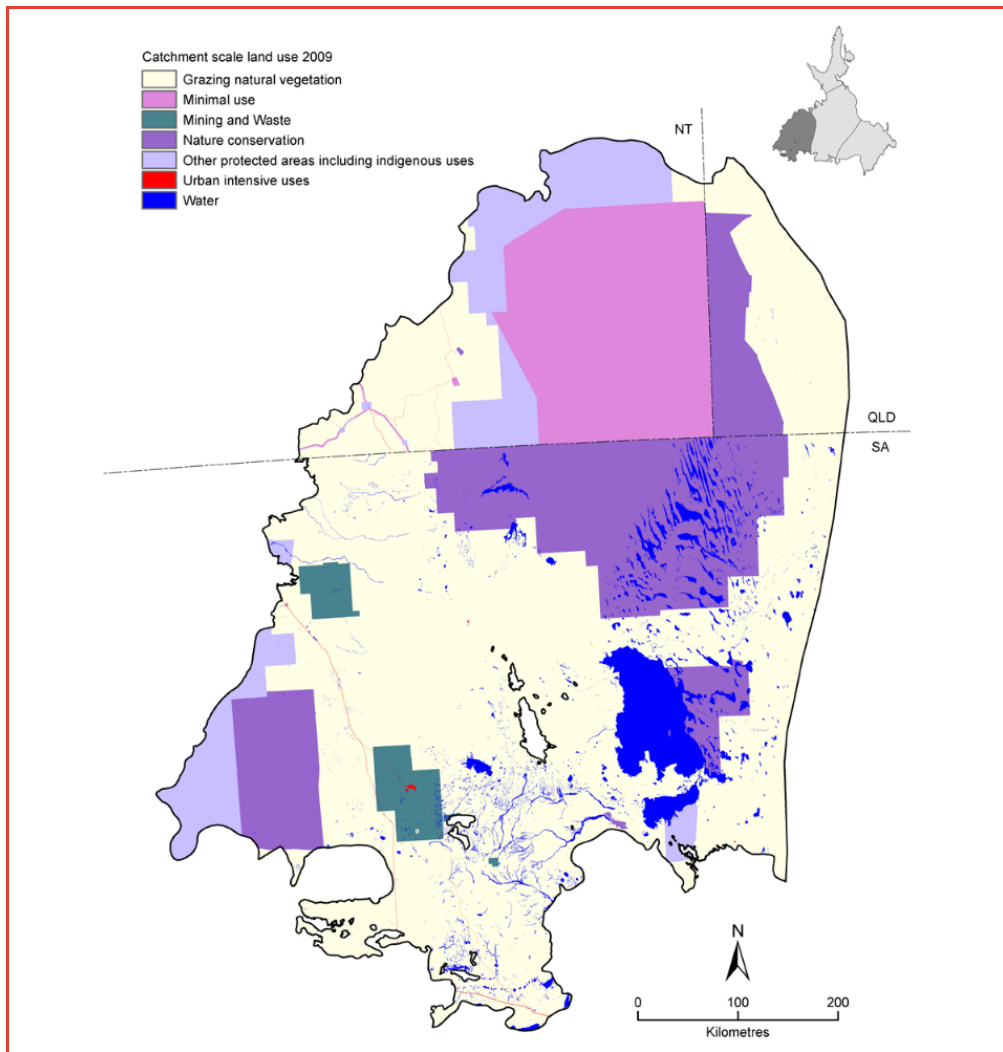 Catchment scale land use 2009
Grazing natural vegetation
Minimal use
Mining and Waste
Nature conservation
Other protected areas including indigenous uses
Urban intensive uses
Water
NT
QLD
SA
N
0 100 200
Kilometres